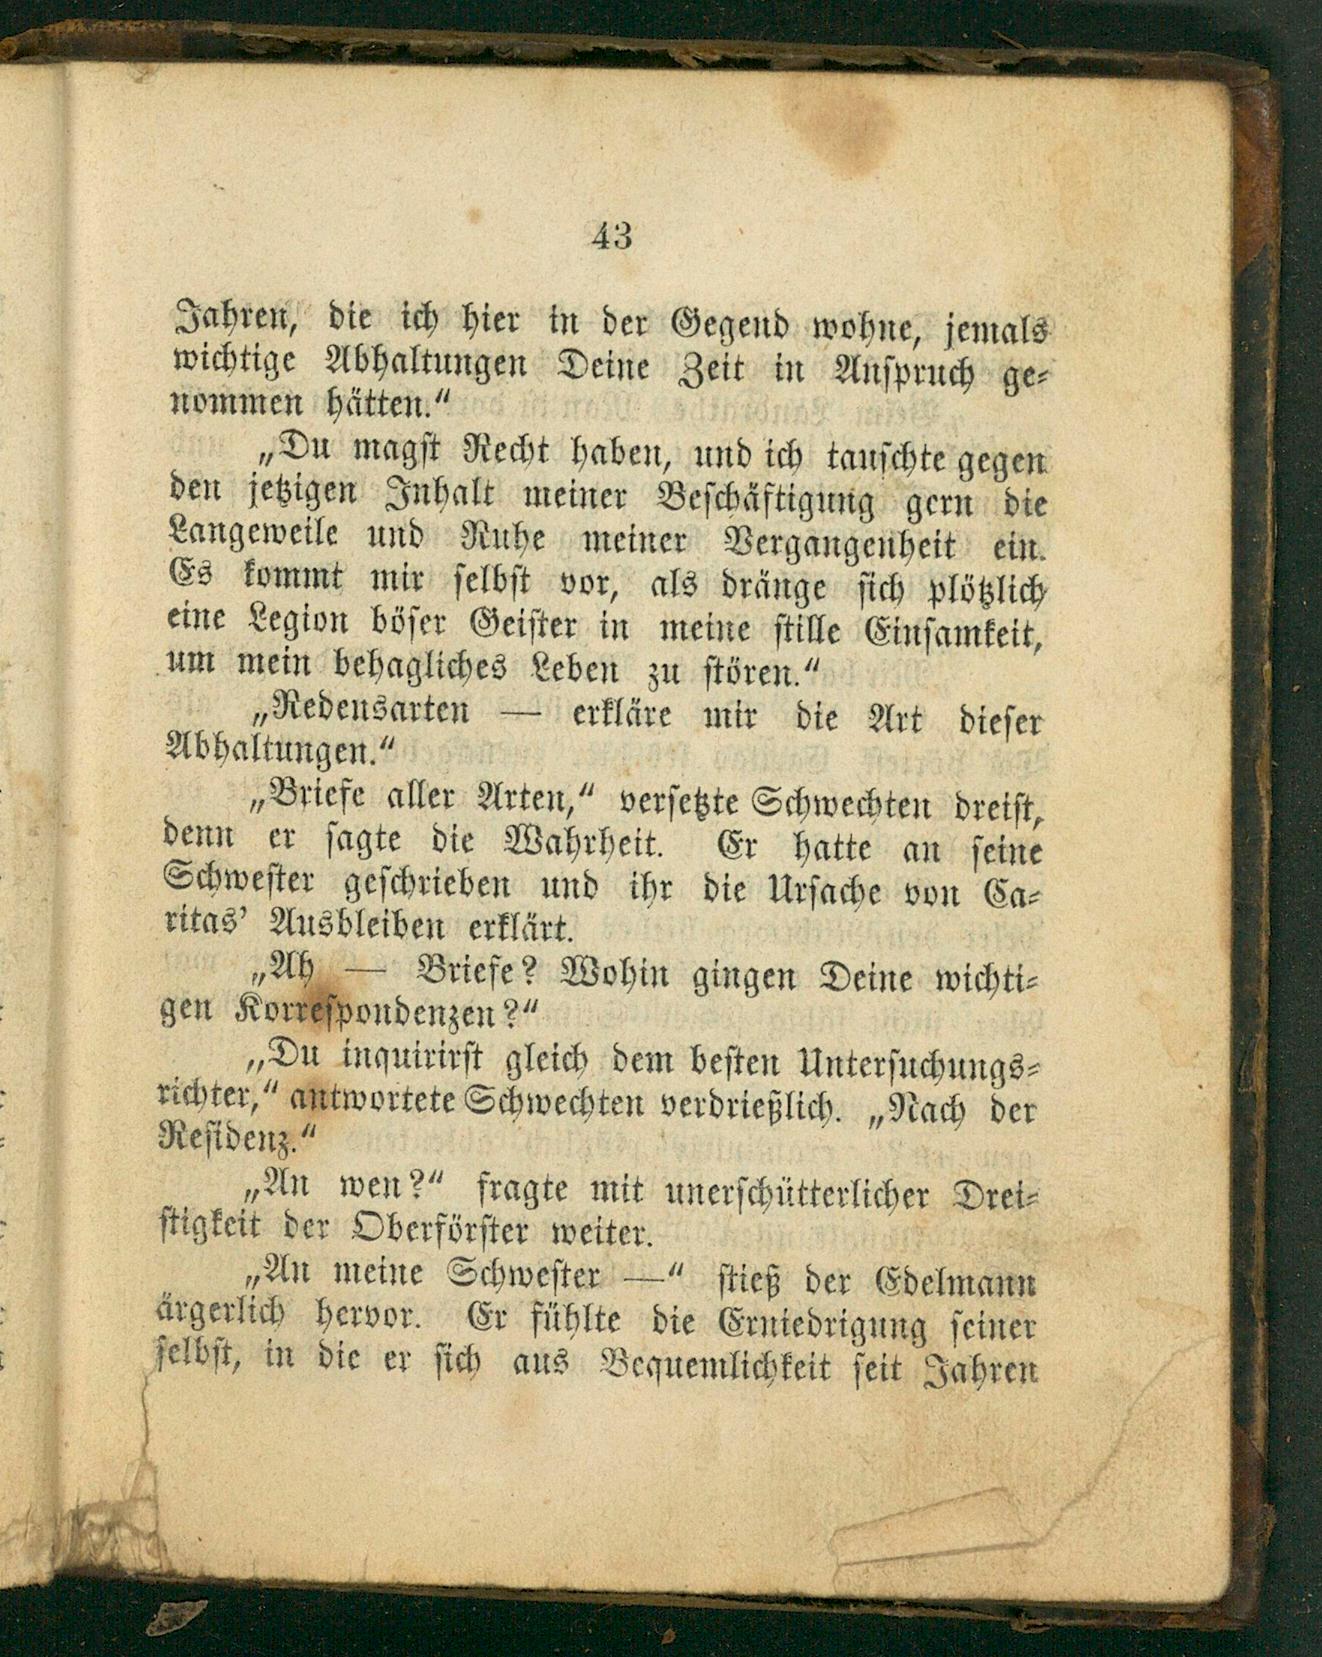 43
Jahren, die ich hier in der Gegend wohne, jemals
wichtige Abhaltungen Deine Zeit in Anspruch ge-
nommen hätten.“
„Du magst Recht haben, und ich tauschte gegen
den jetzigen Inhalt meiner Beschäftigung gern die
Langeweile und Ruhe meiner Vergangenheit ein.
Es kommt mir selbst vor, als dränge sich plötzlich
eine Legion böser Geister in meine stille Einsamkeit,
um mein behagliches Leben zu stören.“
„Redensarten — erkläre mir die Art dieser
Abhaltungen.“
„Briefe aller Arten,“ versetzte Schwechten dreist,
denn er sagte die Wahrheit. Er hatte an seine
Schwester geschrieben und ihr die Ursache von Ca-
ritas’ Ausbleiben erklärt.
„Ah — Briefe? Wohin gingen Deine wichti-
gen Korrespondenzen?“
„Du inquirirst gleich dem besten Untersuchungs-
richter,“ antwortete Schwechten verdrießlich. „Nach der
Residenz.“
„An wen?“ fragte mit unerschütterlicher Drei-
stigkeit der Oberförster weiter.
„An meine Schwester —“ stieß der Edelmann
ärgerlich hervor. Er fühlte die Erniedrigung seiner
selbst, in die er sich aus Bequemlichkeit seit Jahren